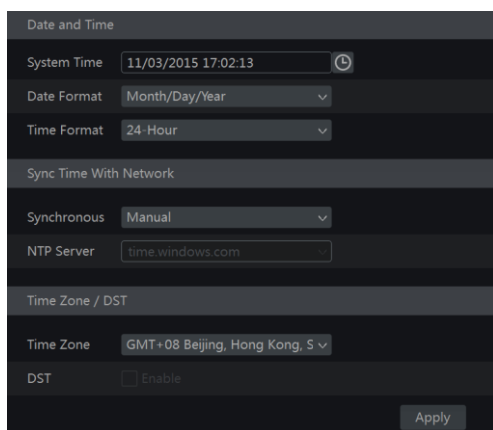 Date and Time
System Time 11/03/2015 17:02:13
Date Format Month/Day/Year
Time Format 24-Hour
Sync Time With Network
Synchronous Manual
NTP Server time.windows.com
Time Zone / DST
Time Zone GMT+08 Beijing, Hong Kong, S
DST Enable
Apply